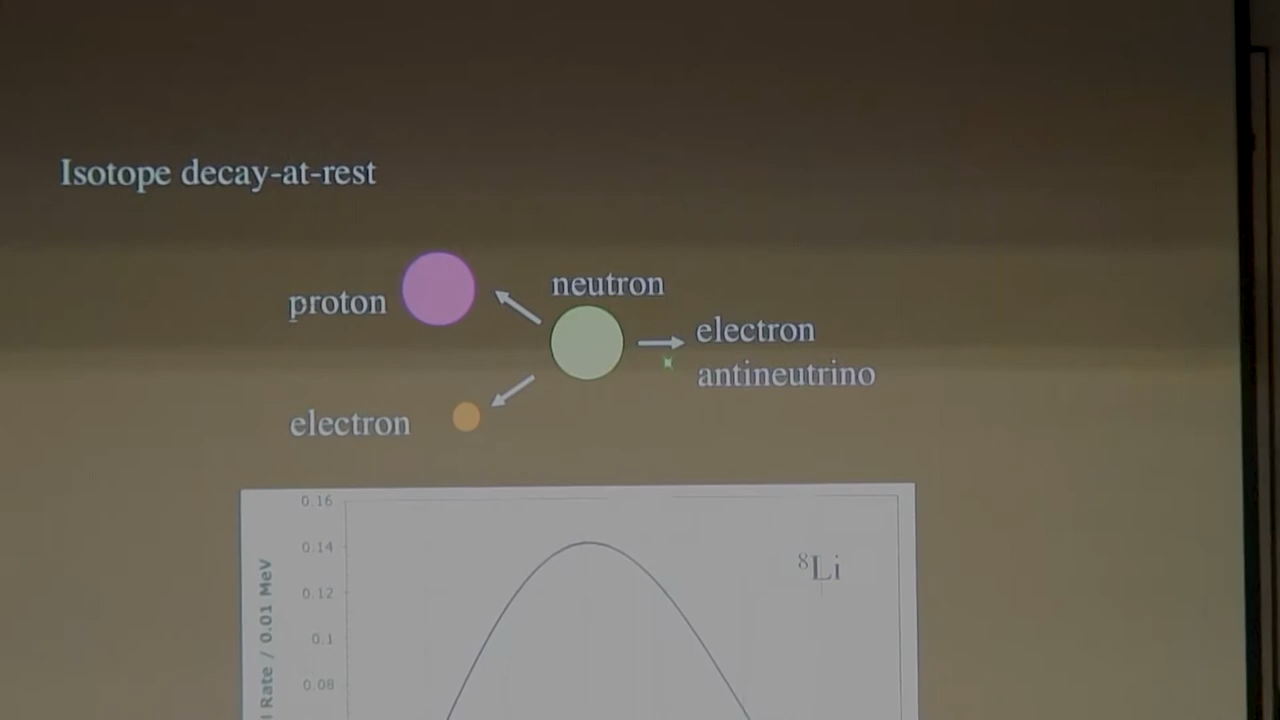 Isotope decay-at-rest
neutron
proton
electron
antineutrino
electron
0.16
0.14
0.12
0.1
0.08
Rate / 0.01 MeV
⁸Li